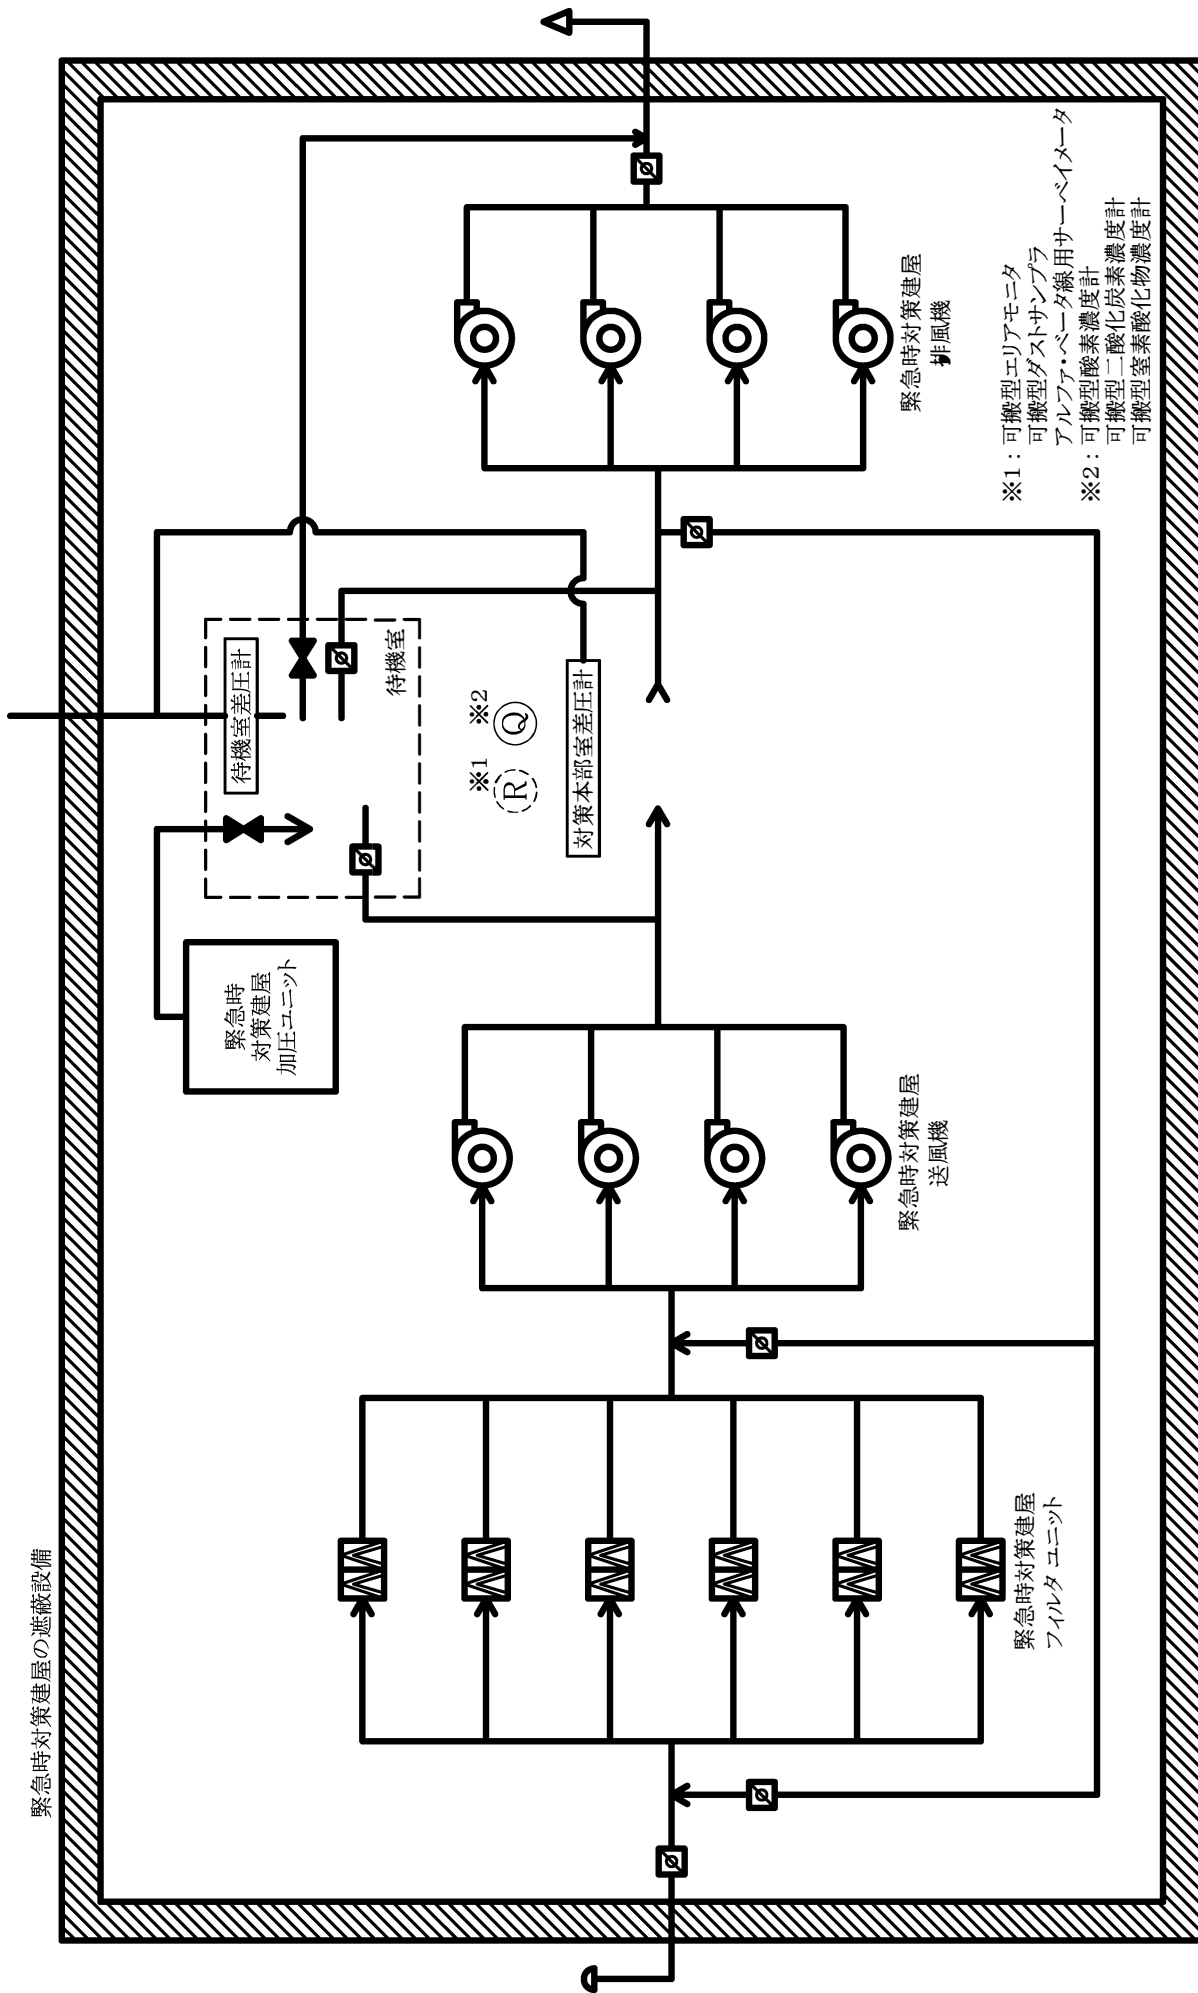 緊急時対策建屋の遮蔽設備
緊急時
対策建屋
加圧ユニット
待機室差圧計
待機室
※1
※2
R
Q
対策本部室差圧計
緊急時対策建屋
フィルタ ユニット
緊急時対策建屋
送風機
緊急時対策建屋
排風機
※1：可搬型エリアモニタ
可搬型ダストサンプラ
アルファ・ベータ線用サーベイメータ
※2：可搬型酸素濃度計
可搬型二酸化炭素濃度計
可搬型窒素酸化物濃度計